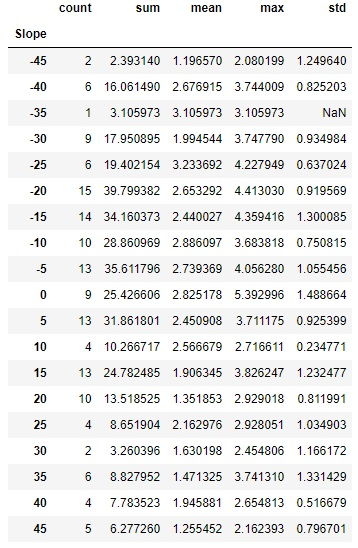 count sum mean max std
Slope
-45 2 2.393140 1.196570 2.080199 1.249640
-40 6 16.061490 2.676915 3.744009 0.825203
-35 1 3.105973 3.105973 3.105973 NaN
-30 9 17.950895 1.994544 3.747790 0.934984
-25 6 19.402154 3.233692 4.227949 0.637024
-20 15 39.799382 2.653292 4.413030 0.919569
-15 14 34.160373 2.440027 4.359416 1.300085
-10 10 28.860969 2.886097 3.683818 0.750815
-5 13 35.611796 2.739369 4.056280 1.055456
0 9 25.426606 2.825178 5.392996 1.488664
5 13 31.861801 2.450908 3.711175 0.925399
10 4 10.266717 2.566679 2.716611 0.234771
15 13 24.782485 1.906345 3.826247 1.232477
20 10 13.518525 1.351853 2.929018 0.811991
25 4 8.651904 2.162976 2.928051 1.034903
30 2 3.260396 1.630198 2.454806 1.166172
35 6 8.827952 1.471325 3.741310 1.331429
40 4 7.783523 1.945881 2.654813 0.516679
45 5 6.277260 1.255452 2.162393 0.796701